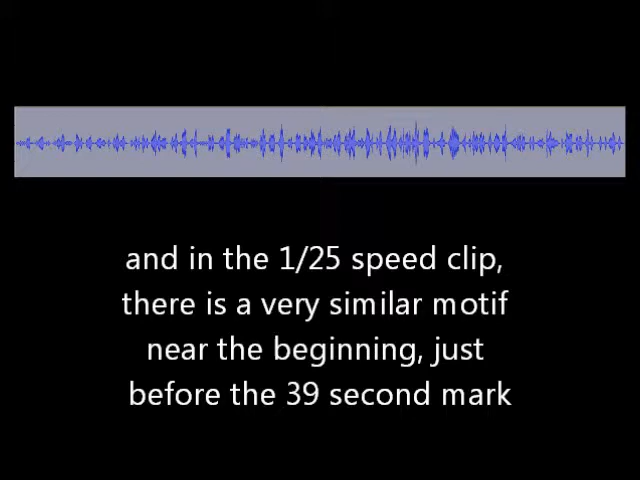 and in the 1/25 speed clip,
there is a very similar motif
near the beginning, just
before the 39 second mark